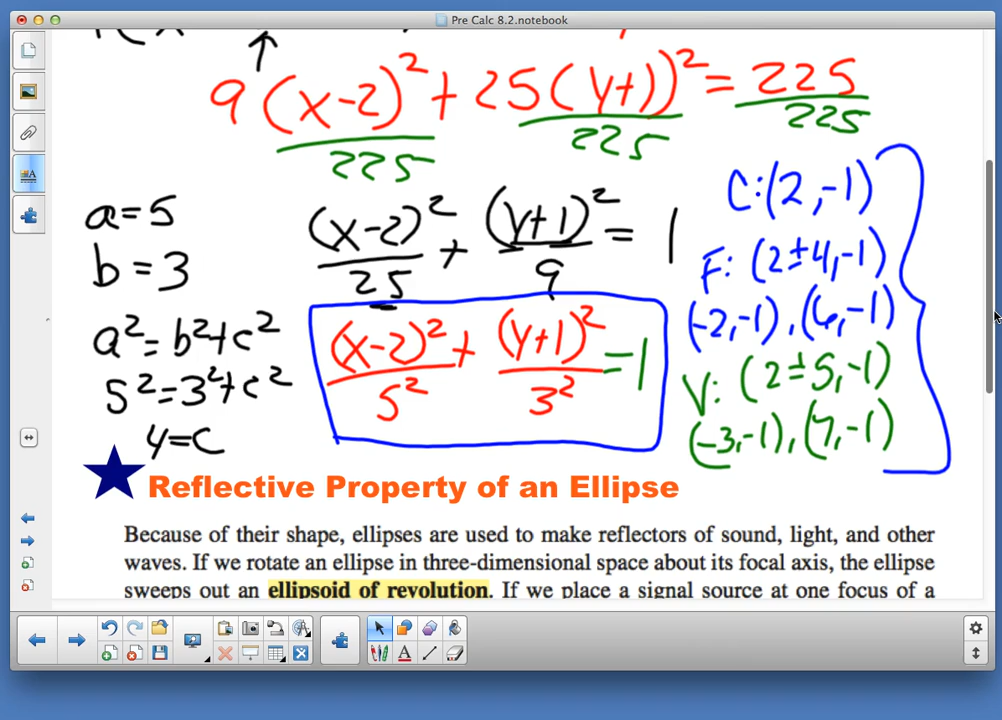 Pre Calc 8.2.notebook
9(x-2)² + 25(y+1)² = 225
225 225 225
a=5
b=3
a²=b²+c²
5²=3²+c²
4=c
(x-2)²/25 + (y+1)²/9 = 1
(x-2)²/5² + (y+1)²/3² = 1
C:(2,-1)
F: (2±4,-1)
(-2,-1), (6,-1)
V: (2±5,-1)
(-3,-1), (7,-1)
Reflective Property of an Ellipse
Because of their shape, ellipses are used to make reflectors of sound, light, and other
waves. If we rotate an ellipse in three-dimensional space about its focal axis, the ellipse
sweeps out an ellipsoid of revolution. If we place a signal source at one focus of a